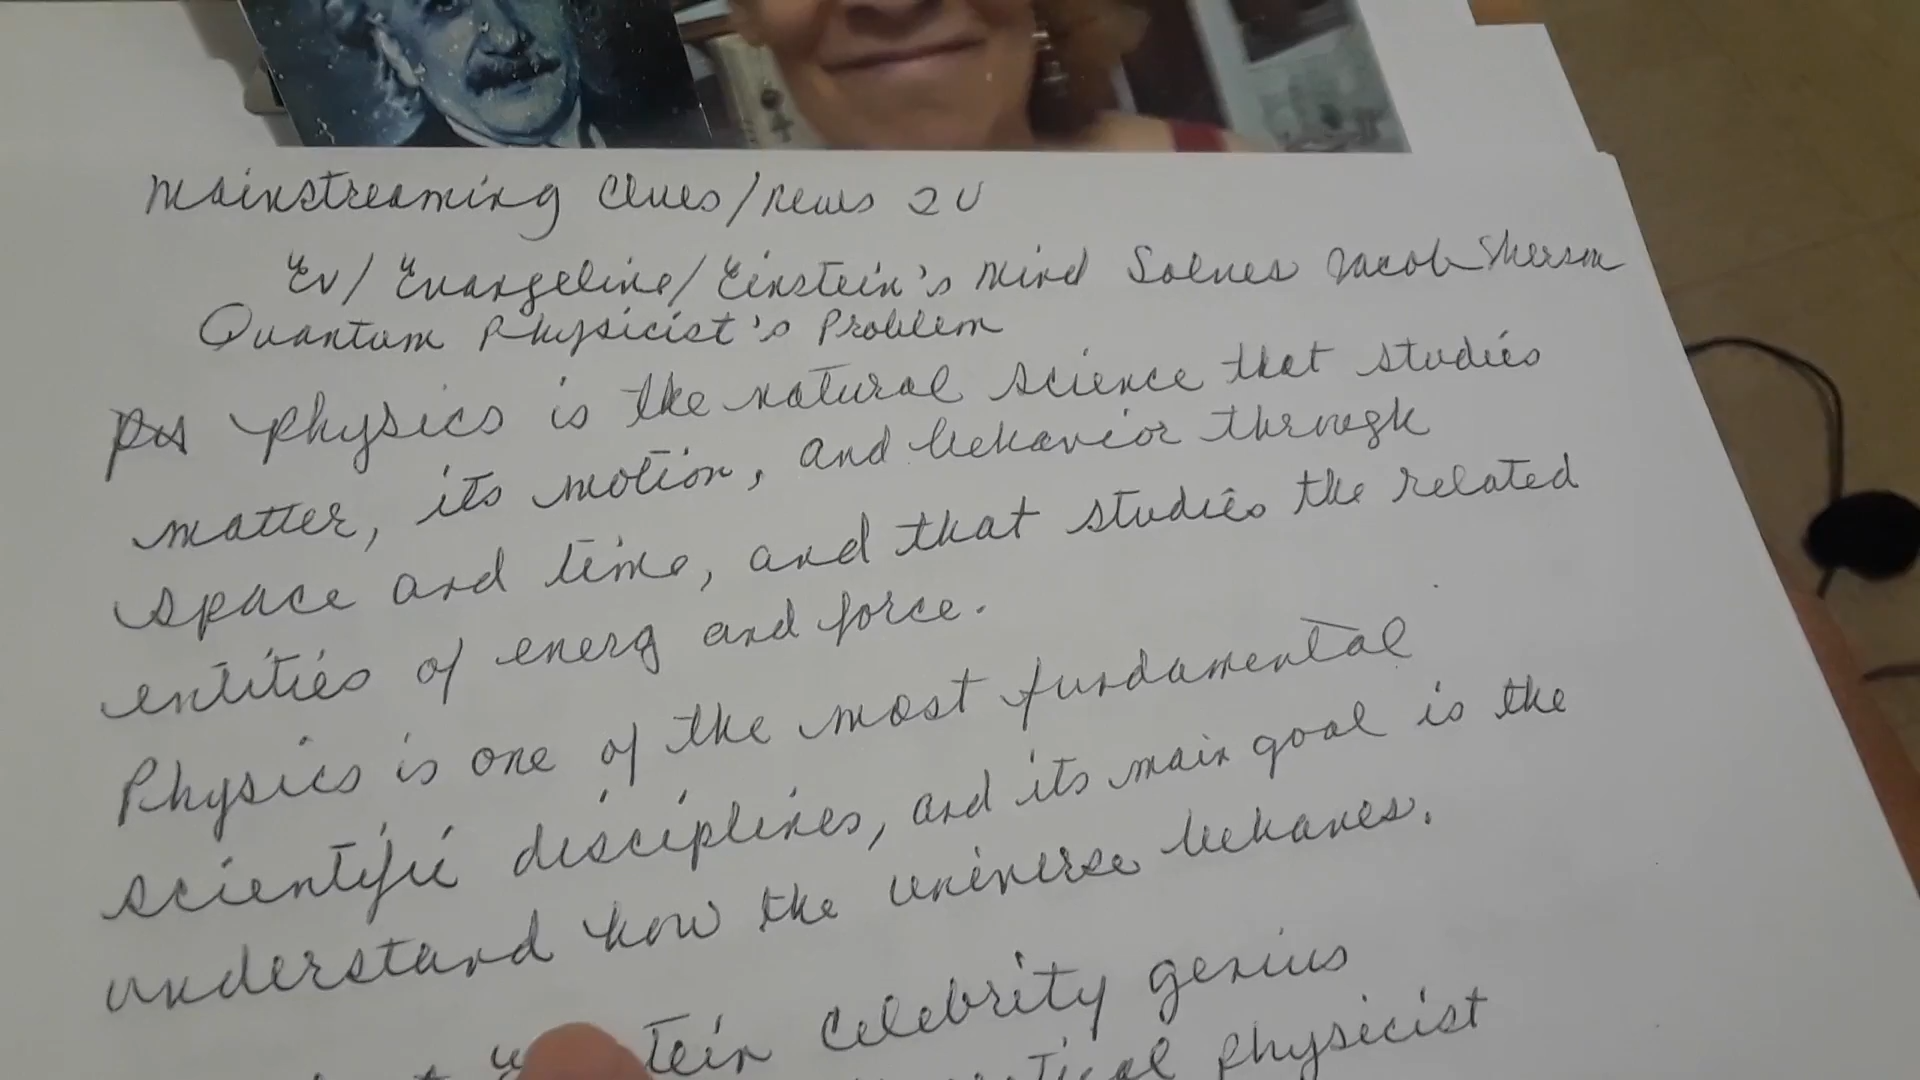 Mainstreaming Clues/News 2U
Ev/Evangeline/Einstein's Mind Solves Jacob Sherson
Quantum Physicist's Problem
Physics is the natural science that studies
matter, its motion, and behavior through
space and time, and that studies the related
entities of energ and force.
Physics is one of the most fundamental
scientific disciplines, and its main goal is the
understand how the universe behaves.
tein celebrity genius
physicist